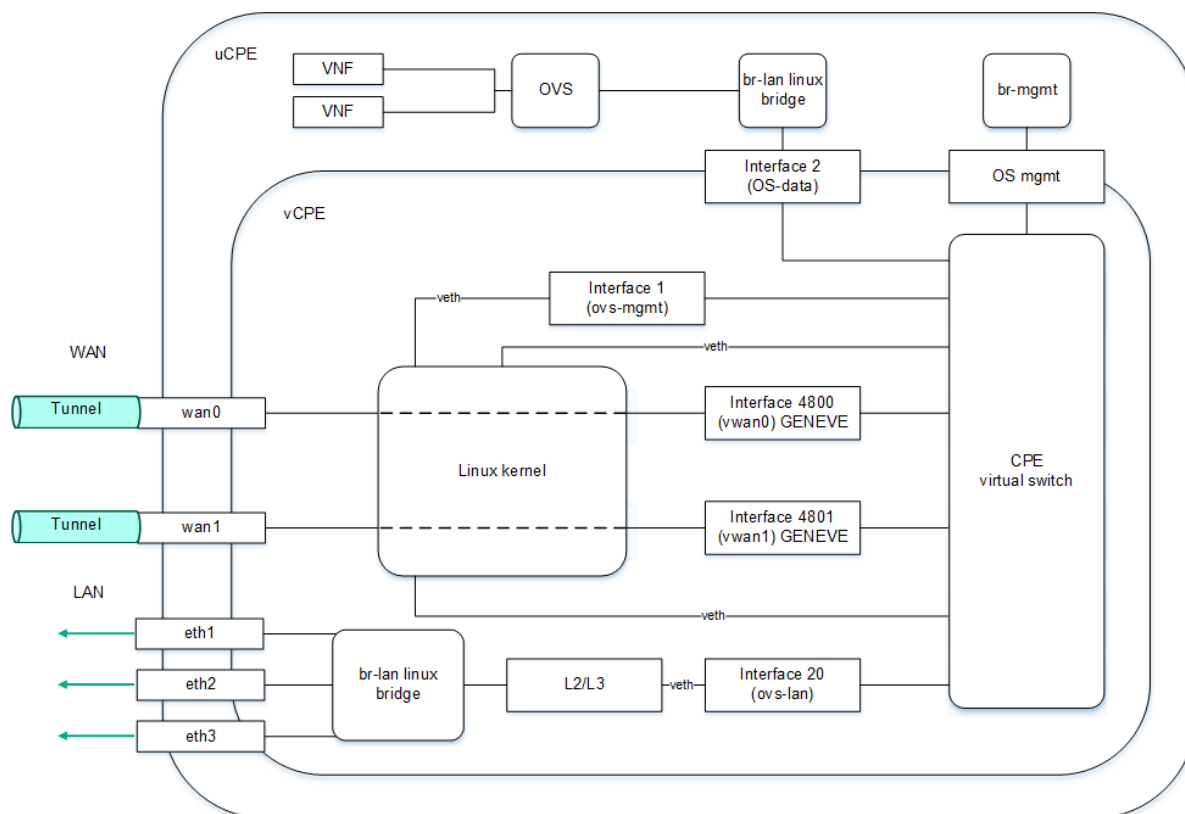 uCPE
VNF
VNF
OVS
br-lan linux
bridge
br-mgmt
Interface 2
(OS-data)
OS mgmt
vCPE
Interface 1
(ovs-mgmt)
veth
veth
WAN
Tunnel
wan0
Interface 4800
(vwan0) GENEVE
Linux kernel
CPE
virtual switch
Tunnel
wan1
Interface 4801
(vwan1) GENEVE
LAN
veth
eth1
eth2
eth3
br-lan linux
bridge
L2/L3
veth
Interface 20
(ovs-lan)